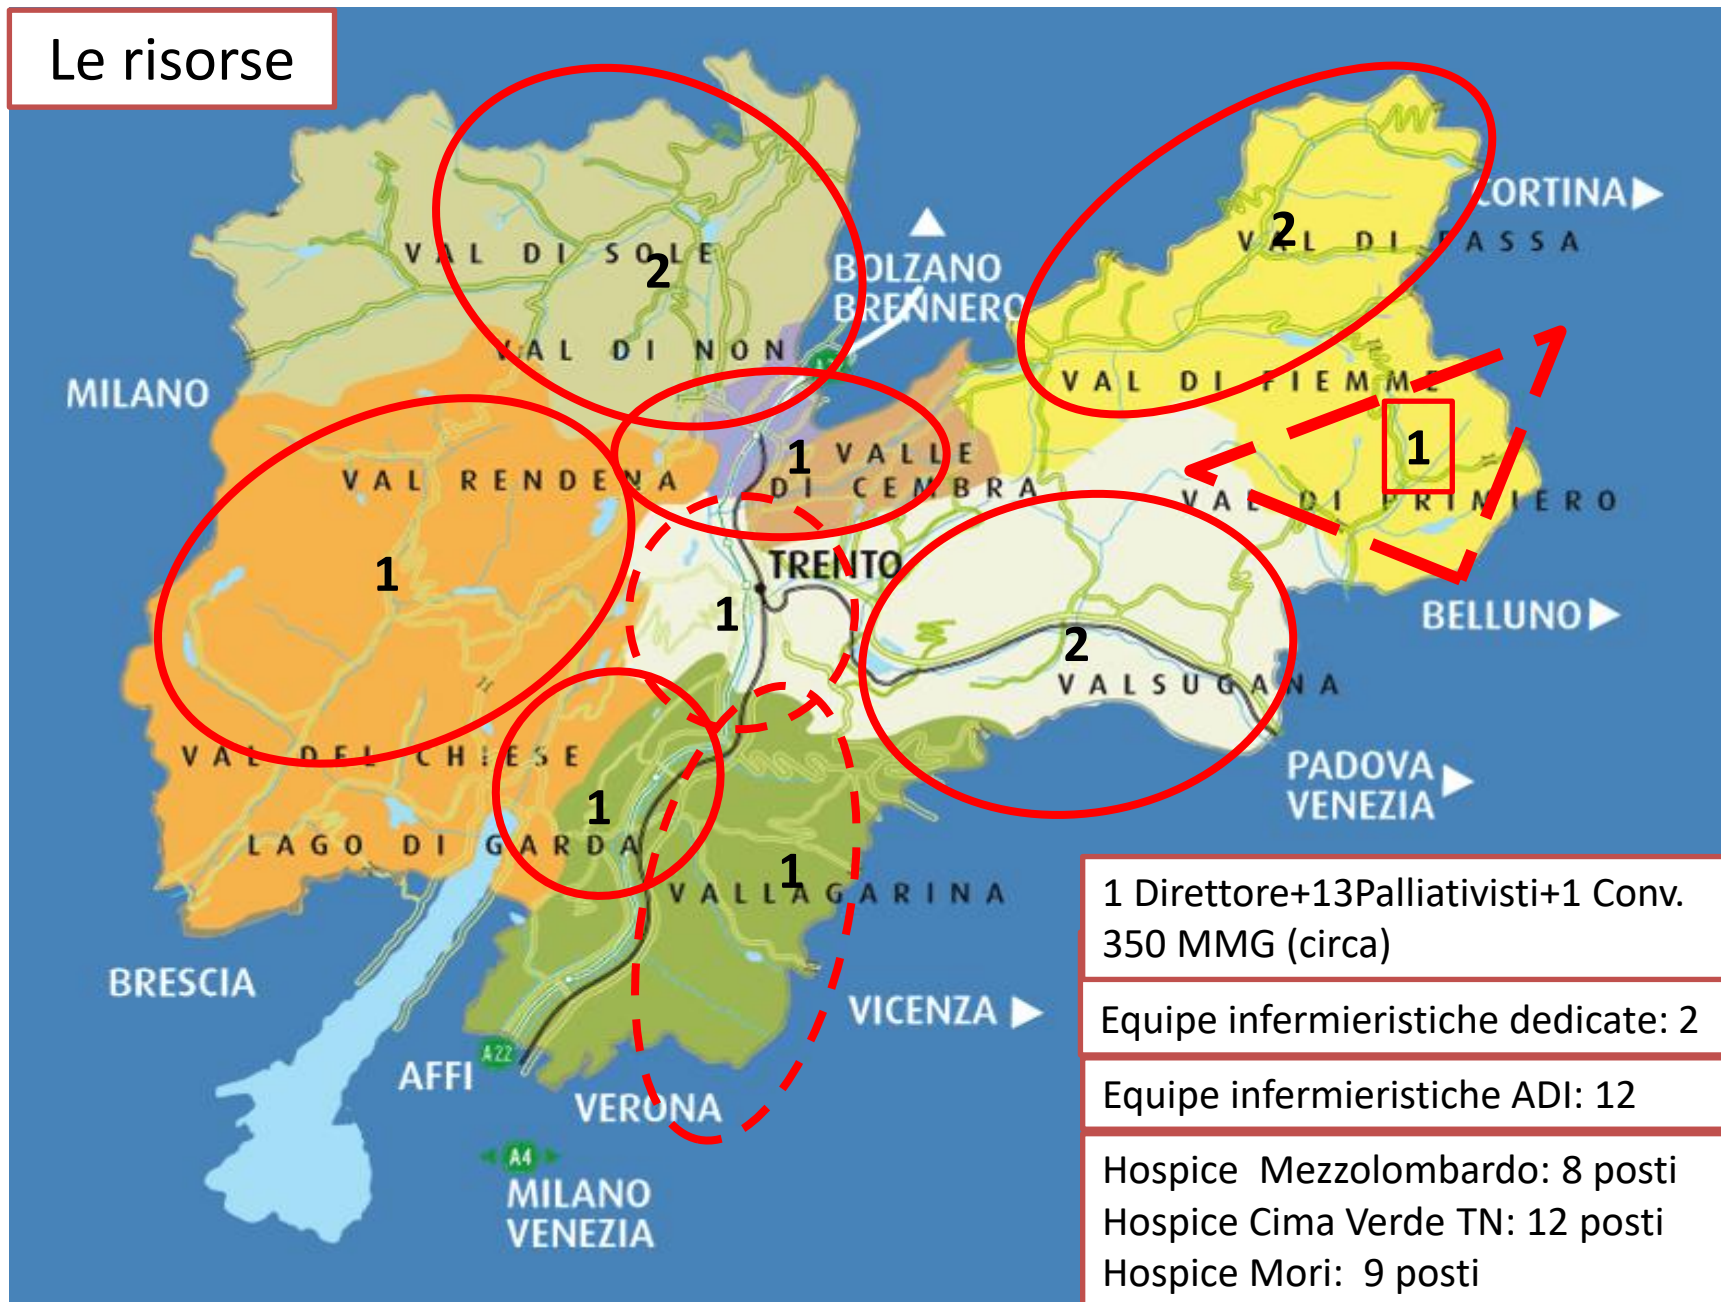 Le risorse
CORTINA
2
VAL DI FASSA
VAL DI SOLE
2
BOLZANO
BRENNERO
VAL DI NON
MILANO
VAL DI FIEMME
1
VALLE
DI CEMBRA
1
VAL RENDENA
VAL DI PRIMIERO
1
TRENTO
1
1
BELLUNO
2
VALSUGANA
VAL DEL CHIESE
PADOVA
VENEZIA
1
LAGO DI GARDA
1
VALLAGARINA
BRESCIA
VICENZA
A22
AFFI
VERONA
A4
MILANO
VENEZIA
1 Direttore+13Palliativisti+1 Conv.
350 MMG (circa)
Equipe infermieristiche dedicate: 2
Equipe infermieristiche ADI: 12
Hospice Mezzolombardo: 8 posti
Hospice Cima Verde TN: 12 posti
Hospice Mori: 9 posti